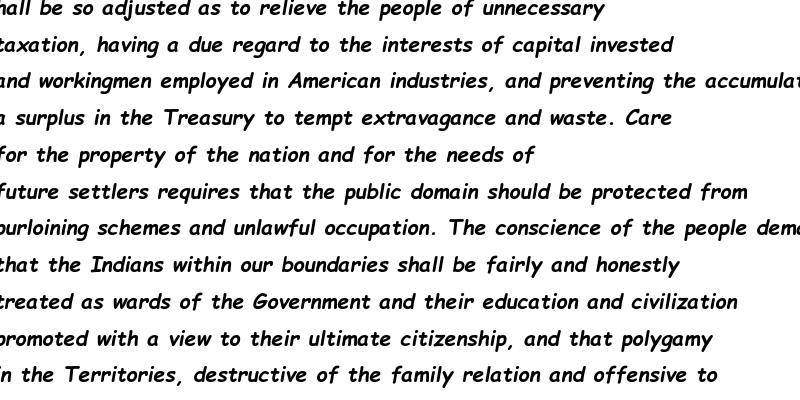 hall be so adjusted as to relieve the people of unnecessary
taxation, having a due regard to the interests of capital invested
and workingmen employed in American industries, and preventing the
a surplus in the Treasury to tempt extravagance and waste. Care
for the property of the nation and for the needs of
future settlers requires that the public domain should be protected from
purloining schemes and unlawful occupation. The conscience of the people
that the Indians within our boundaries shall be fairly and honestly
treated as wards of the Government and their education and civilization
promoted with a view to their ultimate citizenship, and that polygamy
in the Territories, destructive of the family relation and offensive to